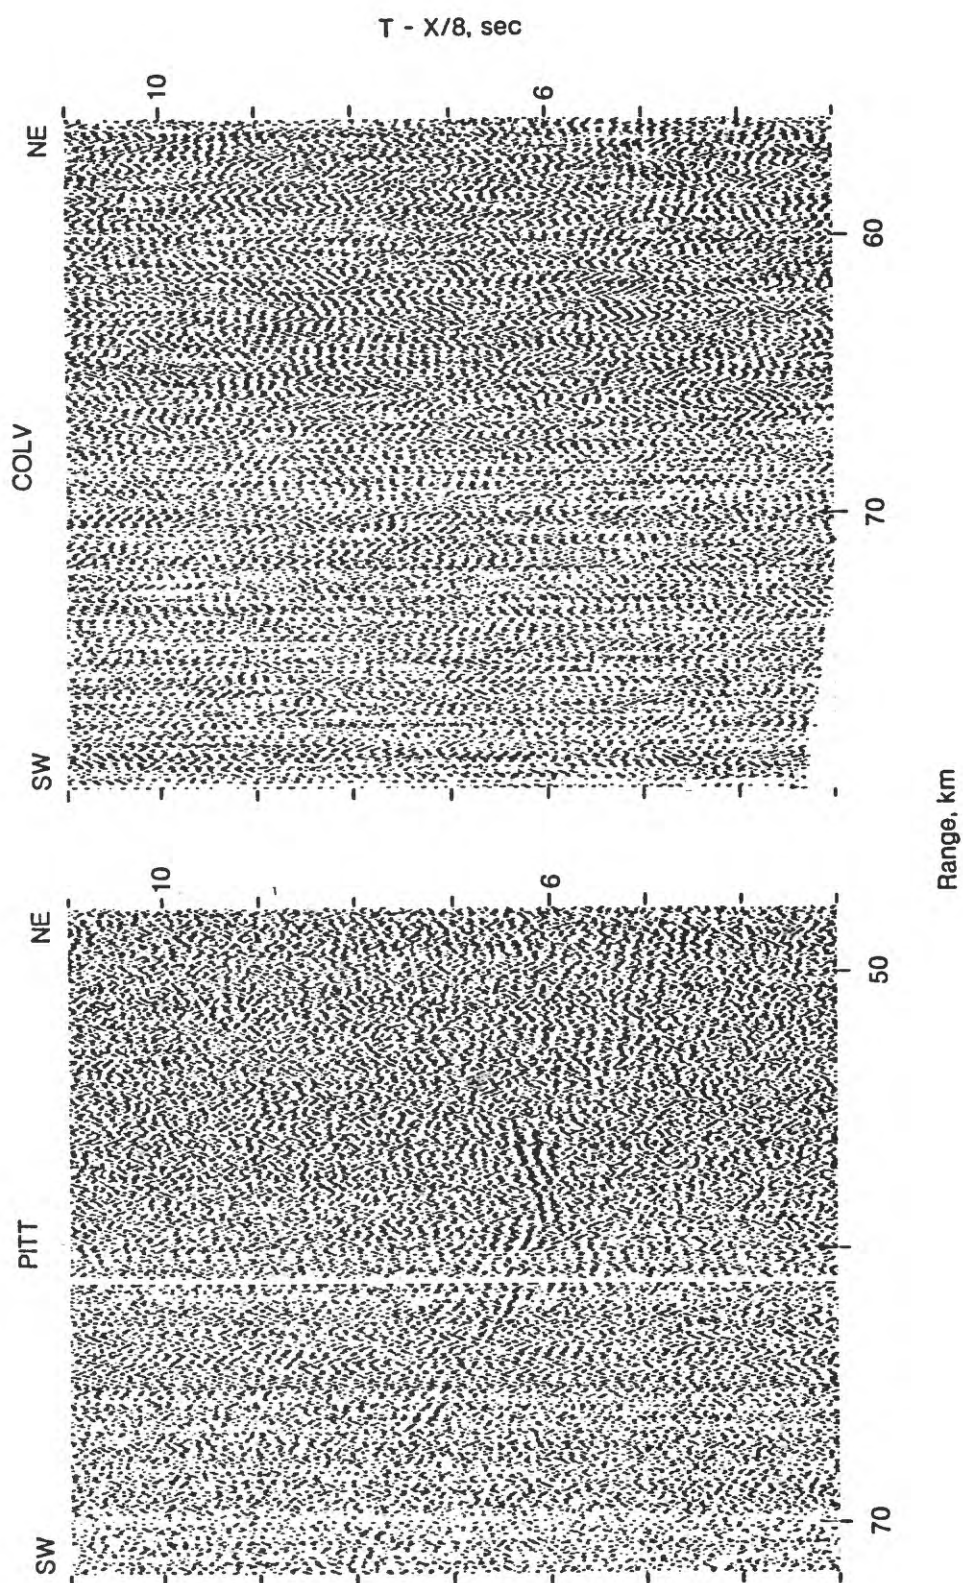 T - X/8, sec
10
6
NE
COLV
SW
60
70
10
6
NE
PITT
SW
50
70
Range, km